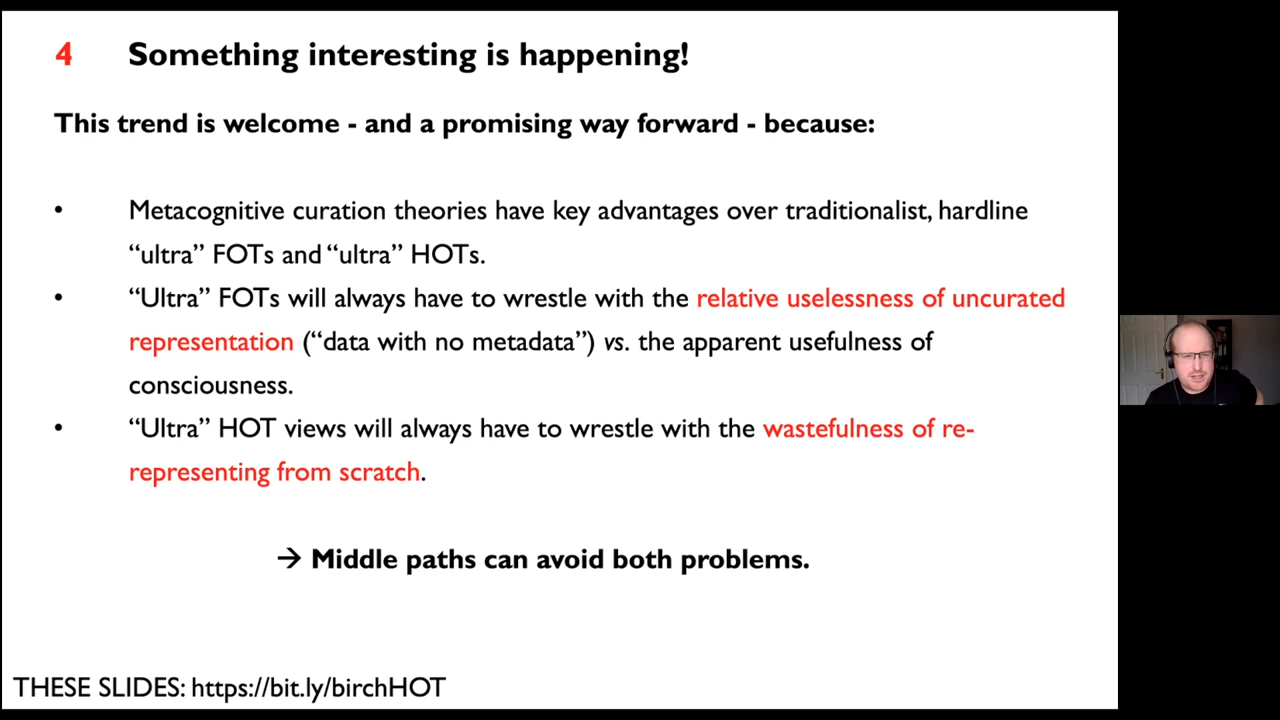 4 Something interesting is happening!
This trend is welcome - and a promising way forward - because:
• Metacognitive curation theories have key advantages over traditionalist, hardline
“ultra” FOTs and “ultra” HOTs.
• “Ultra” FOTs will always have to wrestle with the relative uselessness of uncurated
representation (“data with no metadata”) vs. the apparent usefulness of
consciousness.
• “Ultra” HOT views will always have to wrestle with the wastefulness of re-
representing from scratch.
→ Middle paths can avoid both problems.
THESE SLIDES: https://bit.ly/birchHOT